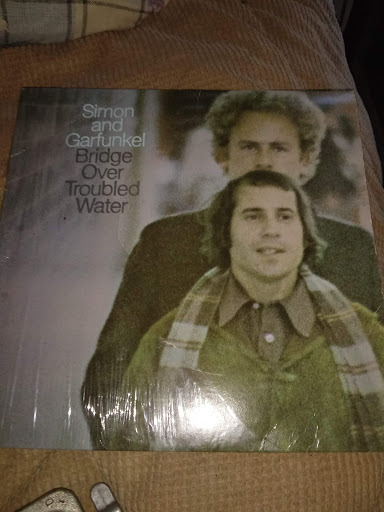 Simon
and
Garfunkel
Bridge
Over
Troubled
Water